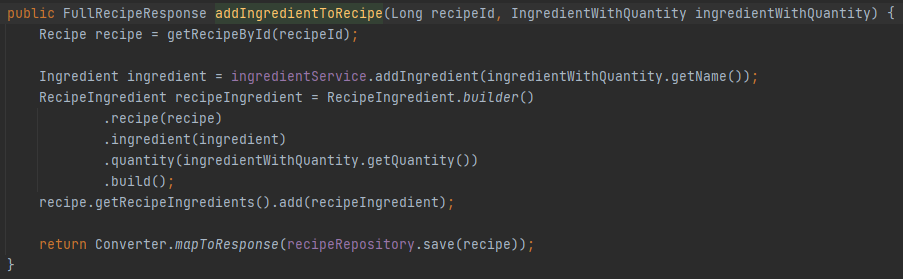 public FullRecipeResponse addIngredientToRecipe(Long recipeId, IngredientWithQuantity ingredientWithQuantity) {
    Recipe recipe = getRecipeById(recipeId);

    Ingredient ingredient = ingredientService.addIngredient(ingredientWithQuantity.getName());
    RecipeIngredient recipeIngredient = RecipeIngredient.builder()
            .recipe(recipe)
            .ingredient(ingredient)
            .quantity(ingredientWithQuantity.getQuantity())
            .build();
    recipe.getRecipeIngredients().add(recipeIngredient);

    return Converter.mapToResponse(recipeRepository.save(recipe));
}